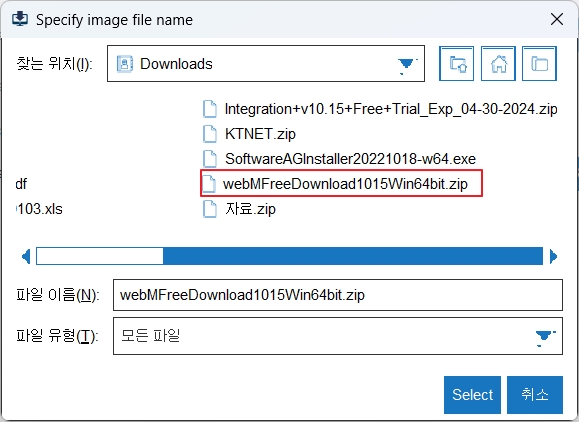 Specify image file name
찾는 위치(I):
Downloads
Integration+v10.15+Free+Trial_Exp_04-30-2024.zip
KTNET.zip
SoftwareAGInstaller20221018-w64.exe
df
webMFreeDownload1015Win64bit.zip
103.xls
자료.zip
파일 이름(N):
webMFreeDownload1015Win64bit.zip
파일 유형(T):
모든 파일
Select
취소